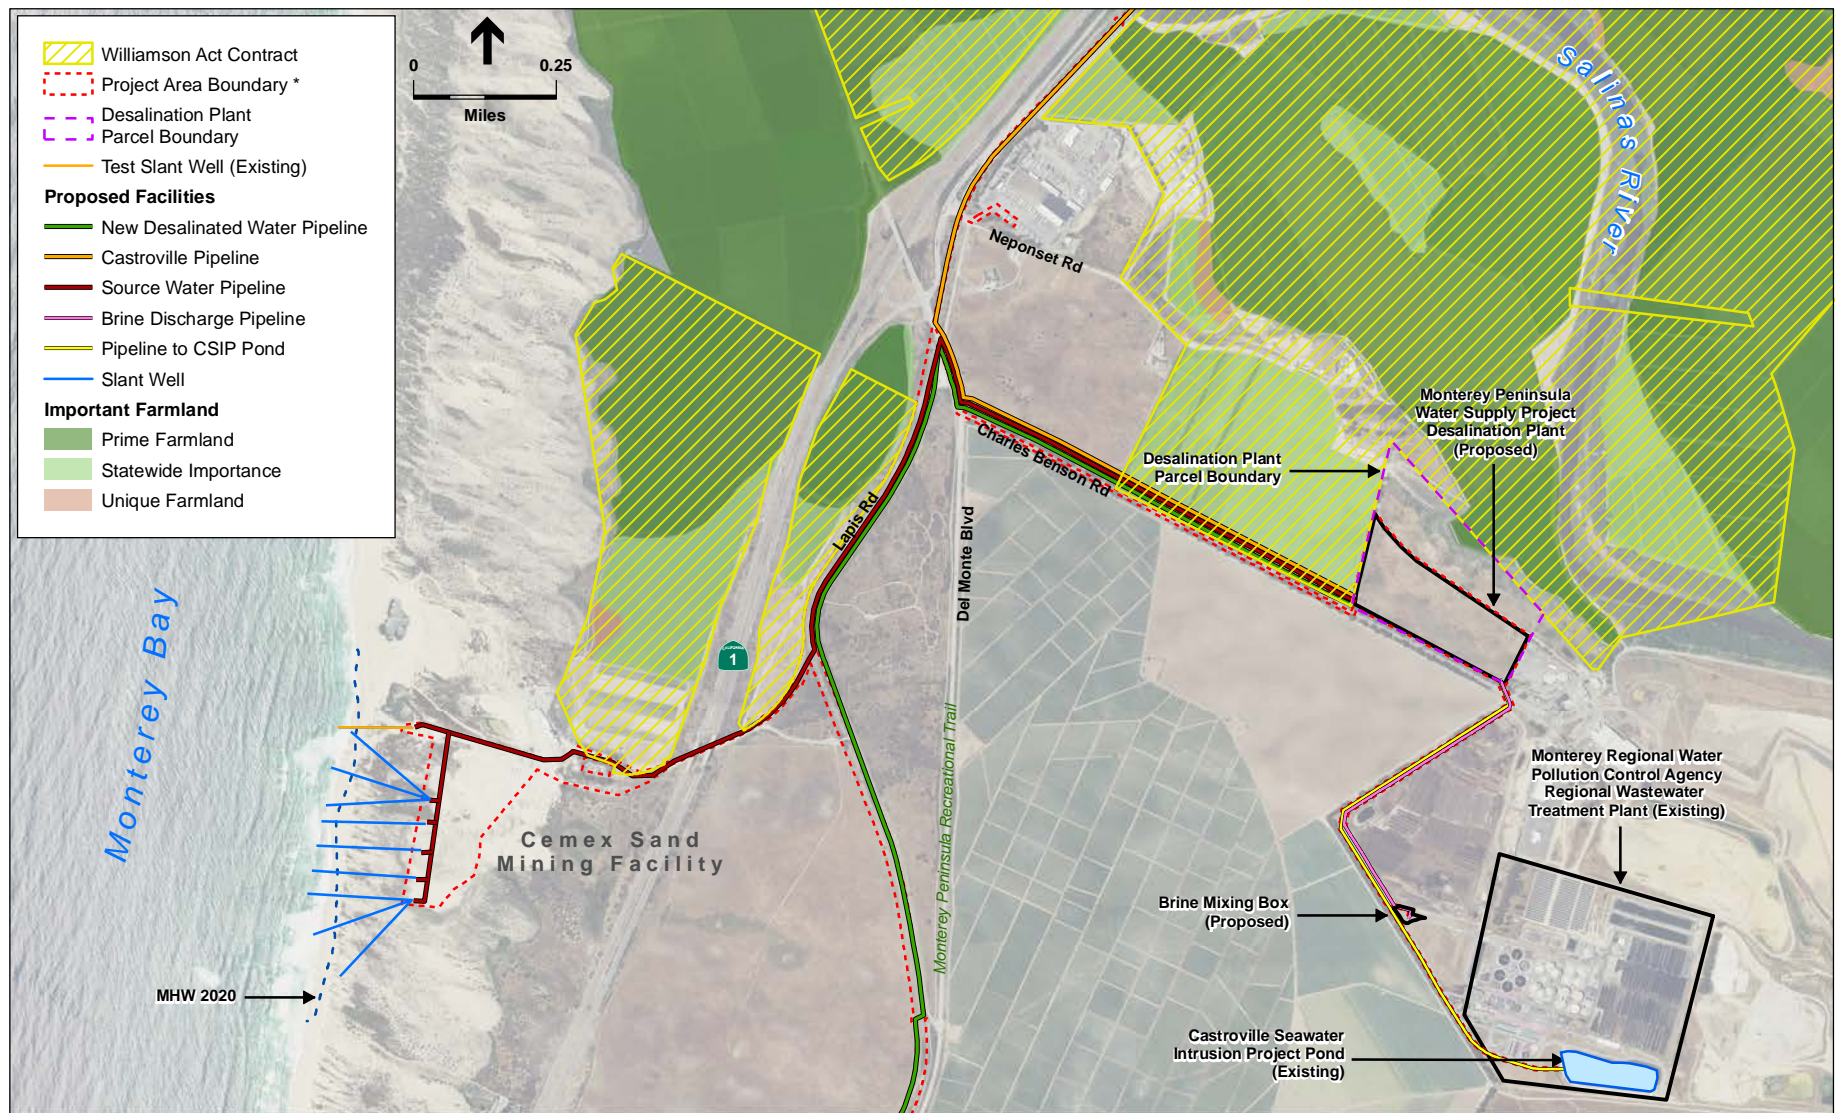 Williamson Act Contract
Project Area Boundary *
Desalination Plant
Parcel Boundary
Test Slant Well (Existing)
Proposed Facilities
New Desalinated Water Pipeline
Castroville Pipeline
Source Water Pipeline
Brine Discharge Pipeline
Pipeline to CSIP Pond
Slant Well
Important Farmland
Prime Farmland
Statewide Importance
Unique Farmland
0 0.25
Miles
Salinas River
Neponset Rd
Monterey Peninsula
Water Supply Project
Desalination Plant
(Proposed)
Desalination Plant
Parcel Boundary
Charles Benson Rd
Lapis Rd
Del Monte Blvd
CALIFORNIA
1
Monterey Bay
Monterey Peninsula Recreational Trail
Cemex Sand
Mining Facility
Monterey Regional Water
Pollution Control Agency
Regional Wastewater
Treatment Plant (Existing)
Brine Mixing Box
(Proposed)
MHW 2020
Castroville Seawater
Intrusion Project Pond
(Existing)